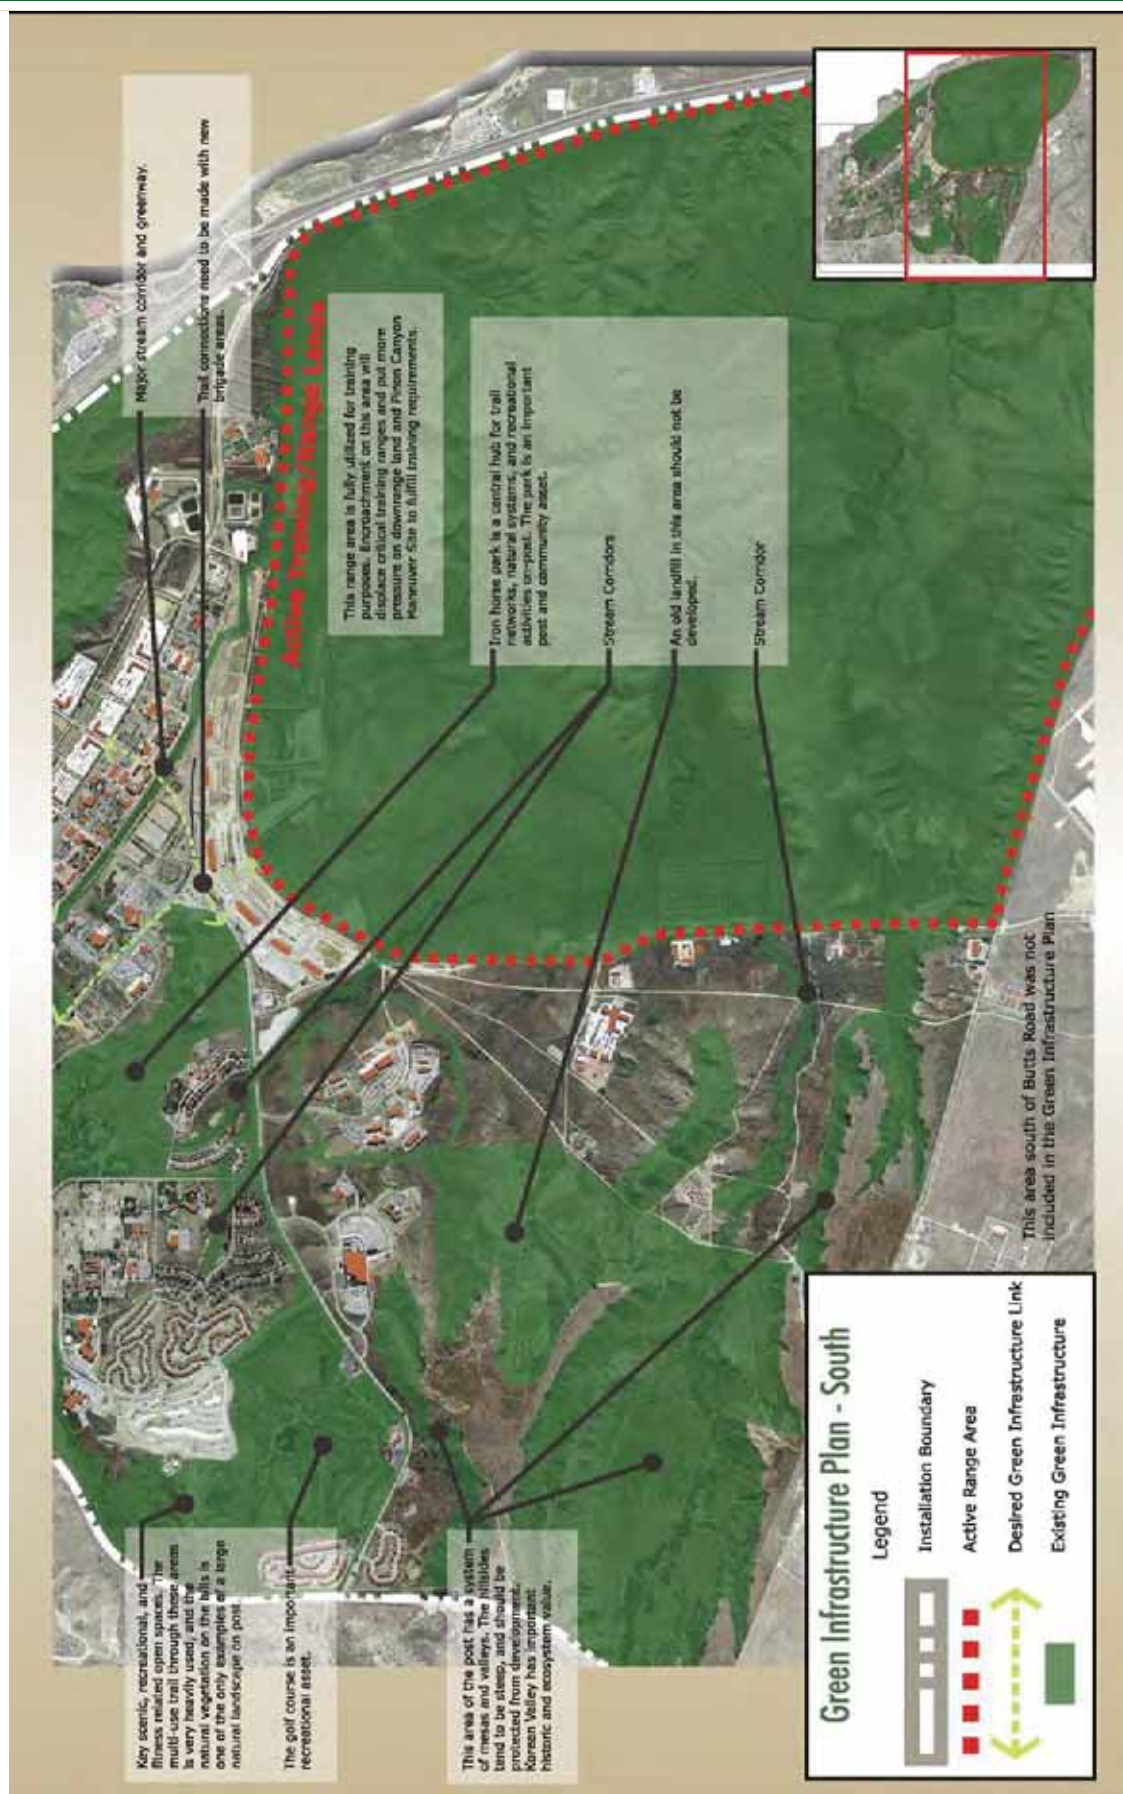 Major stream corridor and greenway.
Trail connections need to be made with new
brigade areas.
Active Training/Range Lands
This range area is fully utilized for training
purposes. Encroachment on this area will
displace critical training ranges and put more
pressure on downrange land and Pinon Canyon
Maneuver Site to fulfill training requirements.
Iron horse park is a central hub for trail
networks, natural systems, and recreational
activities on-post. The park is an important
post and community asset.
Stream Corridors
An old landfill in this area should not be
developed.
Stream Corridor
Key scenic, recreational, and
fitness related open spaces. The
multi-use trail through these areas
is very heavily used, and the
natural vegetation on the hills is
one of the only examples of a large
natural landscape on post.
The golf course is an important
recreational asset.
This area of the post has a system
of mesas and valleys. The hillsides
tend to be steep, and should be
protected from development.
Korean Valley has important
historic and ecosystem value.
This area south of Butts Road was not
included in the Green Infrastructure Plan
Green Infrastructure Plan - South
Legend
Installation Boundary
Active Range Area
Desired Green Infrastructure Link
Existing Green Infrastructure